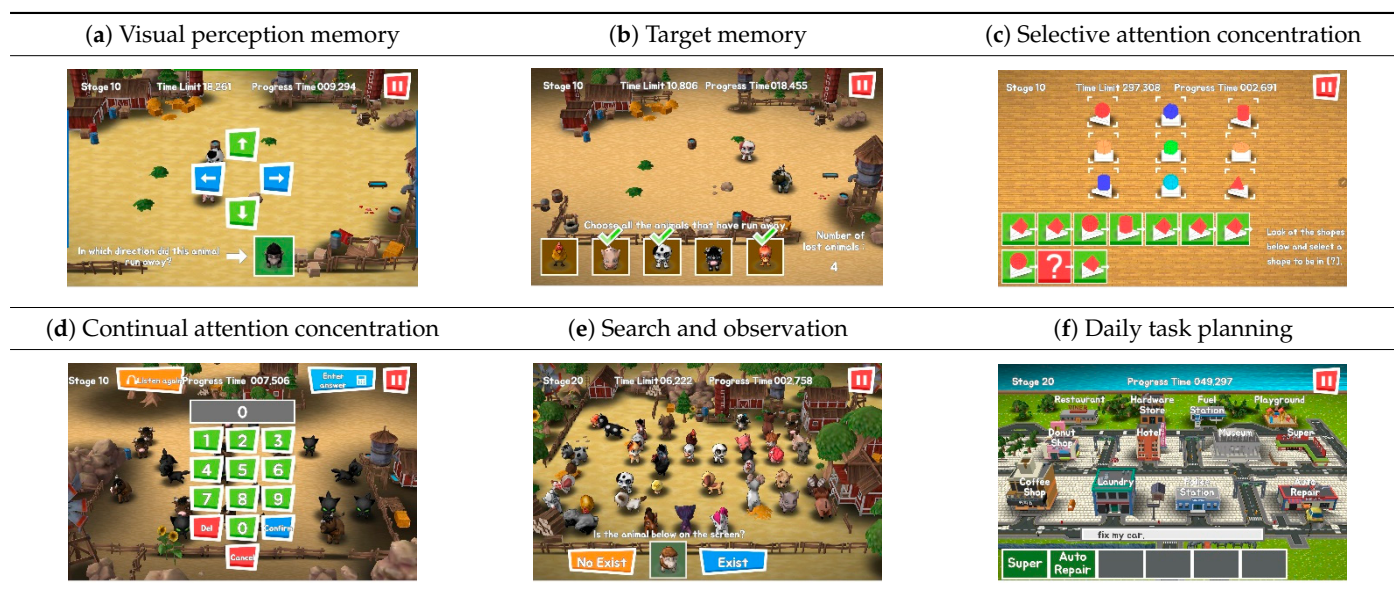 (a) Visual perception memory
(b) Target memory
(c) Selective attention concentration
Stage 10 Time Limit 18,261 Progress Time 009,294
In which direction did this animal
run away?
Stage 10 Time Limit 10,806 Progress Time 018,455
Choose all the animals that have run away.
Number of
lost animals
4
Stage 10 Time Limit 297,308 Progress Time 002,691
Look at the shapes
below and select a
shape to be in [?].
?
(d) Continual attention concentration
(e) Search and observation
(f) Daily task planning
Stage 10 Listen again Progress Time 007,506 Enter
answer
0
1 2 3
4 5 6
7 8 9
Del 0 Confirm
Cancel
Stage 20 Time Limit 06,222 Progress Time 002,758
Is the animal below on the screen?
No Exist Exist
Stage 20 Progress Time 049,297
Restaurant Hardware
Store Fuel
Station Playground
Donut
Shop Hotel Museum Super
Coffee
Shop Laundry Police
Station Auto
Repair
fix my car.
Super Auto
Repair